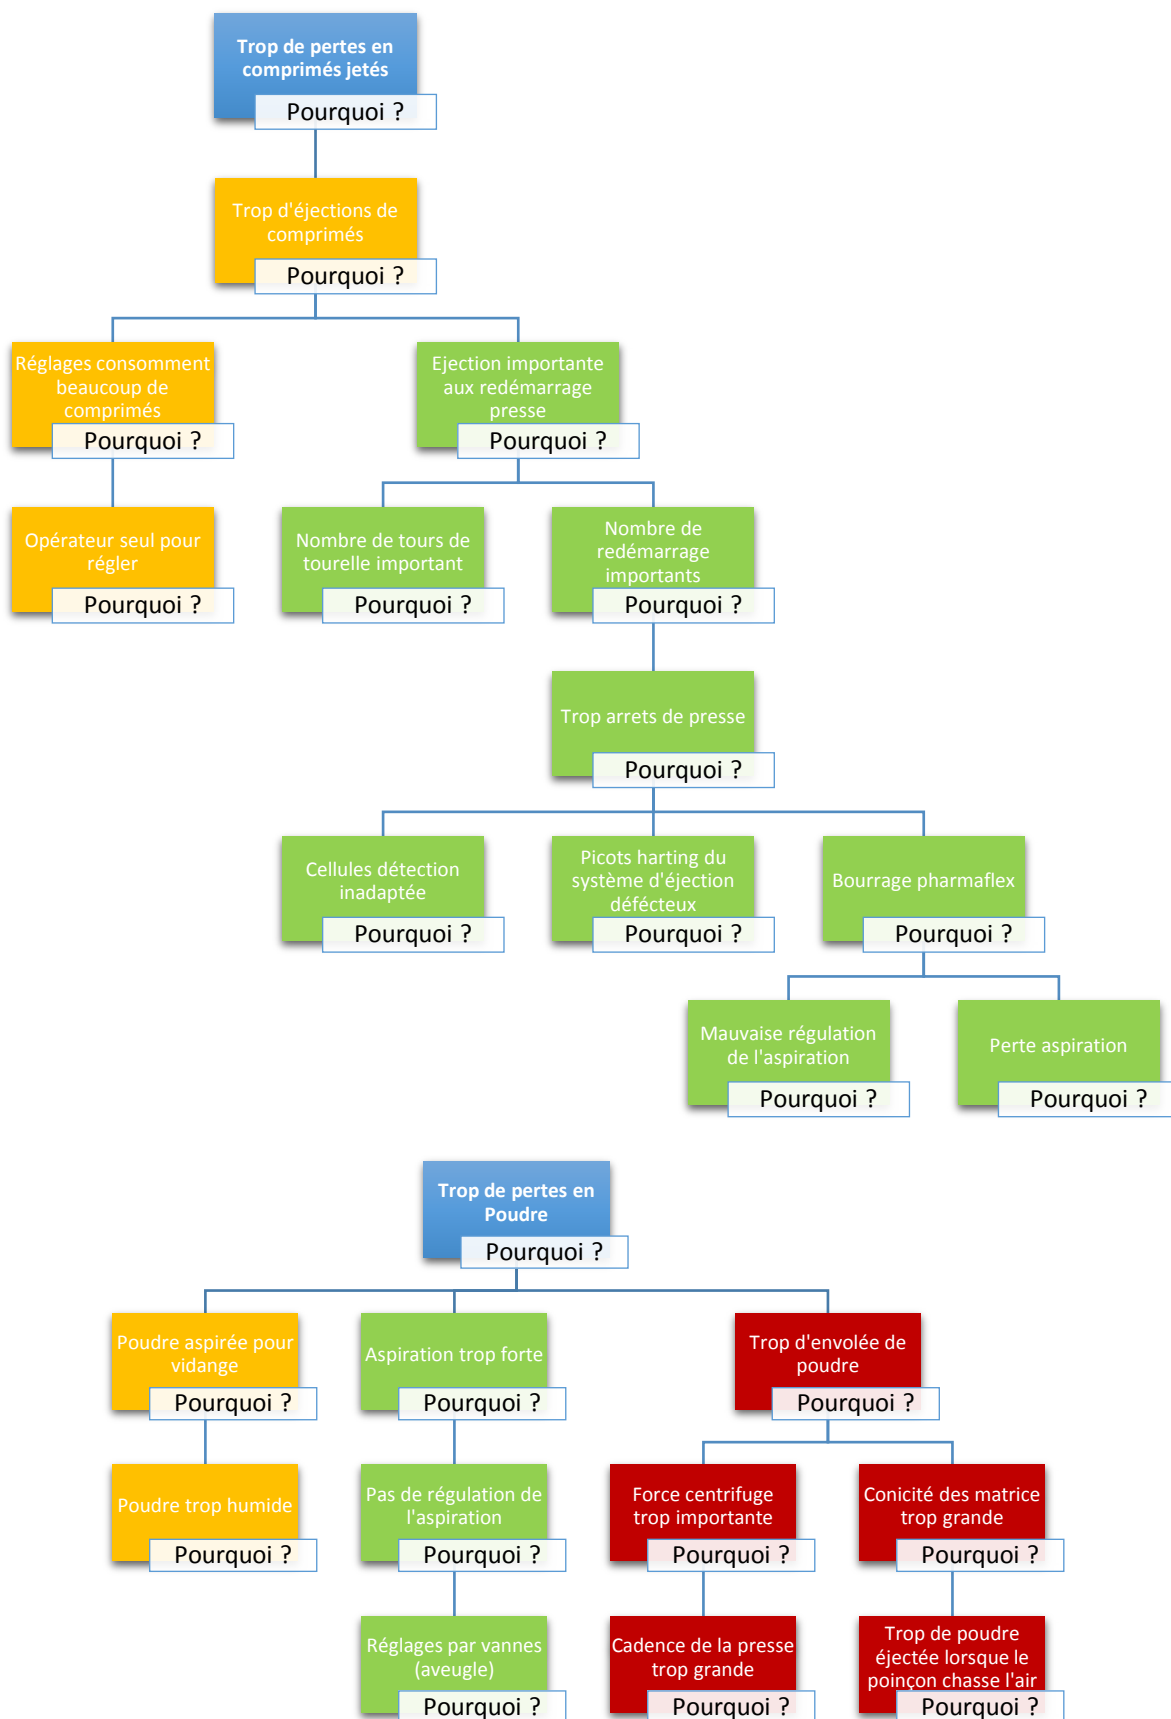 Trop de pertes en
comprimés jetés
Pourquoi ?
Trop d'éjections de
comprimés
Pourquoi ?
Réglages consomment
beaucoup de
comprimés
Pourquoi ?
Ejection importante
aux redémarrage
presse
Pourquoi ?
Opérateur seul pour
régler
Pourquoi ?
Nombre de tours de
tourelle important
Pourquoi ?
Nombre de
redémarrage
importants
Pourquoi ?
Trop arrets de presse
Pourquoi ?
Cellules détection
inadaptée
Pourquoi ?
Picots harting du
système d'éjection
défécteux
Pourquoi ?
Bourrage pharmaflex
Pourquoi ?
Mauvaise régulation
de l'aspiration
Pourquoi ?
Perte aspiration
Pourquoi ?
Trop de pertes en
Poudre
Pourquoi ?
Poudre aspirée pour
vidange
Pourquoi ?
Aspiration trop forte
Pourquoi ?
Trop d'envolée de
poudre
Pourquoi ?
Poudre trop humide
Pourquoi ?
Pas de régulation de
l'aspiration
Pourquoi ?
Force centrifuge
trop importante
Pourquoi ?
Conicité des matrice
trop grande
Pourquoi ?
Réglages par vannes
(aveugle)
Pourquoi ?
Cadence de la presse
trop grande
Pourquoi ?
Trop de poudre
éjectée lorsque le
poinçon chasse l'air
Pourquoi ?